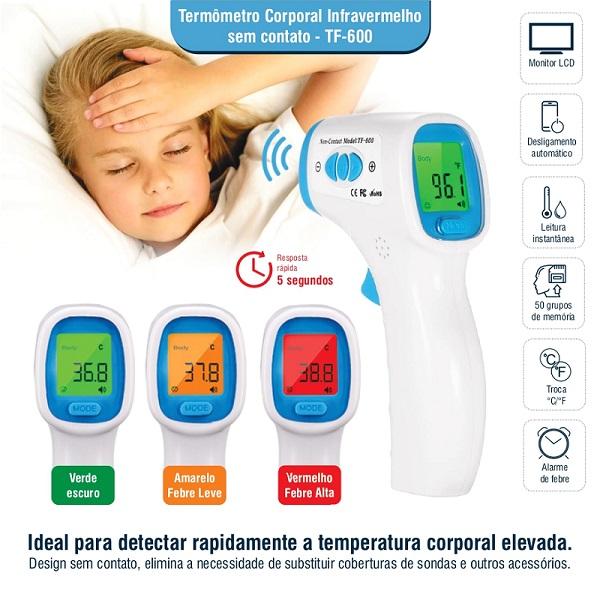 Termômetro Corporal Infravermelho
sem contato - TF-600
Monitor LCD
Non-Contact Model:TF-600
Body °F
96.1
MODE
CE FC RoHS
Desligamento
automático
Leitura
instantânea
Resposta
rápida
5 segundos
50 grupos
de memória
Body C
36.8
MODE
Body C
37.8
MODE
Body C
38.8
MODE
°C °F
Troca
°C/°F
Verde
escuro
Amarelo
Febre Leve
Vermelho
Febre Alta
Alarme
de febre
Ideal para detectar rapidamente a temperatura corporal elevada.
Design sem contato, elimina a necessidade de substituir coberturas de sondas e outros acessórios.